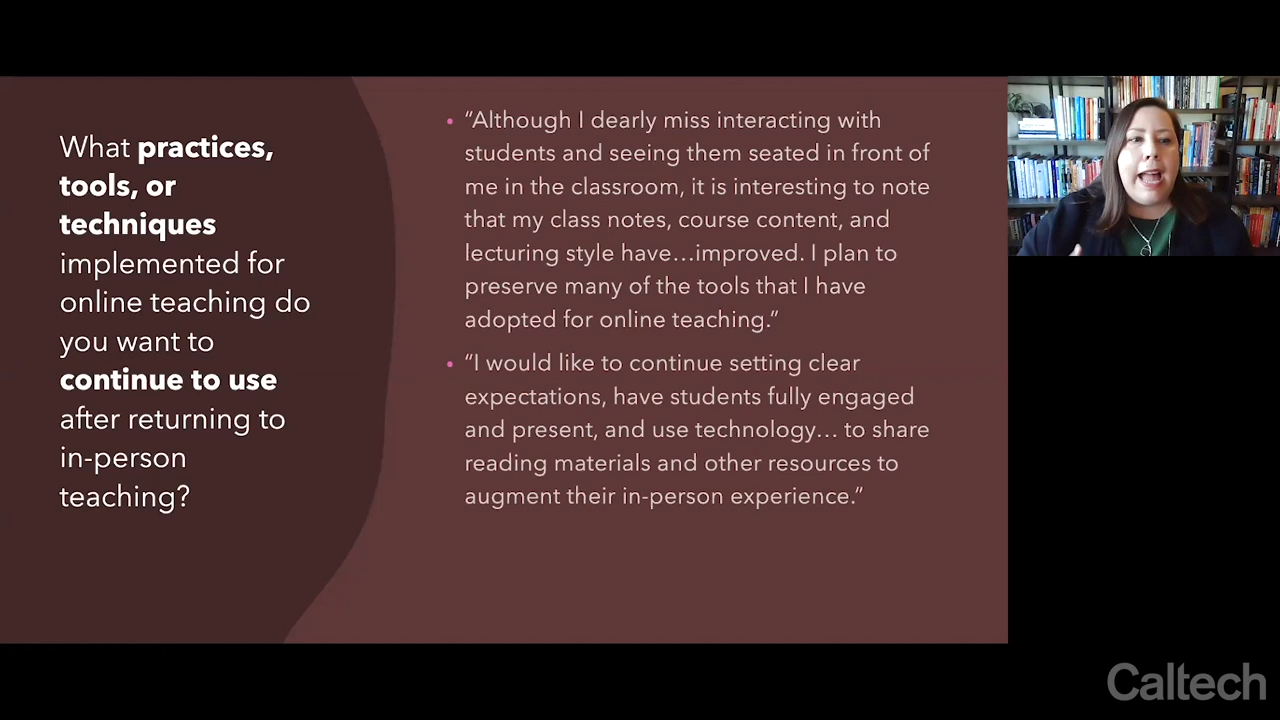 What practices,
tools, or
techniques
implemented for
online teaching do
you want to
continue to use
after returning to
in-person
teaching?
• “Although I dearly miss interacting with
students and seeing them seated in front of
me in the classroom, it is interesting to note
that my class notes, course content, and
lecturing style have…improved. I plan to
preserve many of the tools that I have
adopted for online teaching.”
• “I would like to continue setting clear
expectations, have students fully engaged
and present, and use technology… to share
reading materials and other resources to
augment their in-person experience.”
Caltech